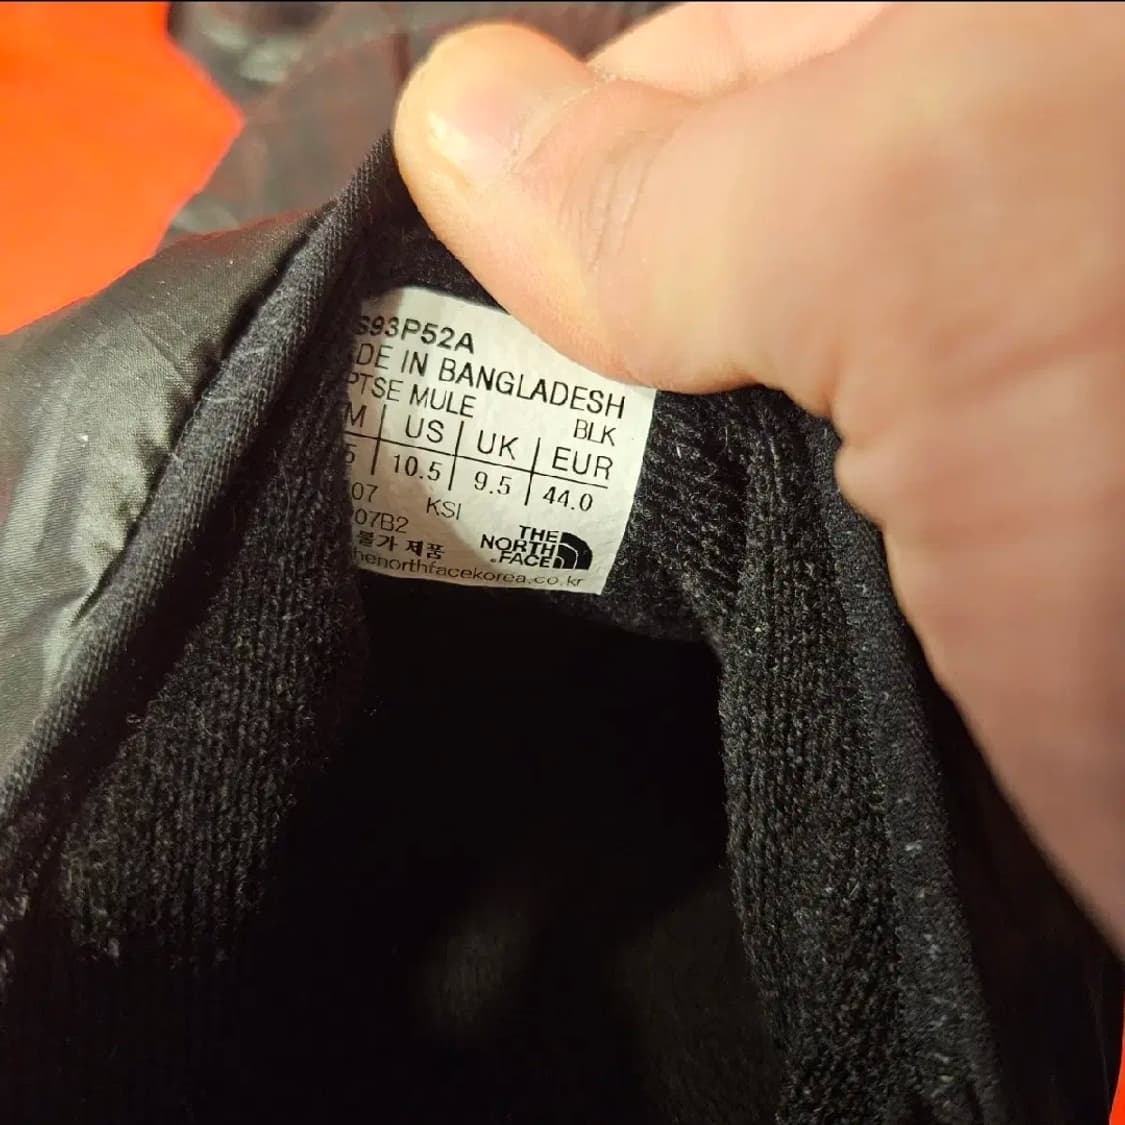 S93P52A
DE IN BANGLADESH
PTSE MULE
BLK
M US UK EUR
5 10.5 9.5 44.0
07 KSI
07B2
불가 제품
THE
NORTH
FACE
henorthfacekorea.co.kr